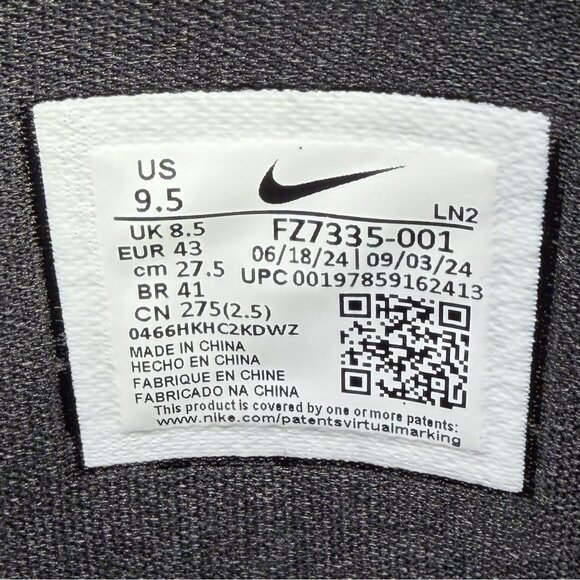 US
9.5
LN2
UK 8.5
EUR 43
cm 27.5
BR 41
CN 275(2.5)
FZ7335-001
06/18/24 | 09/03/24
UPC 00197859162413
0466HKHC2KDWZ
MADE IN CHINA
HECHO EN CHINA
FABRIQUE EN CHINE
FABRICADO NA CHINA
This product is covered by one or more patents:
www.nike.com/patentsvirtualmarking